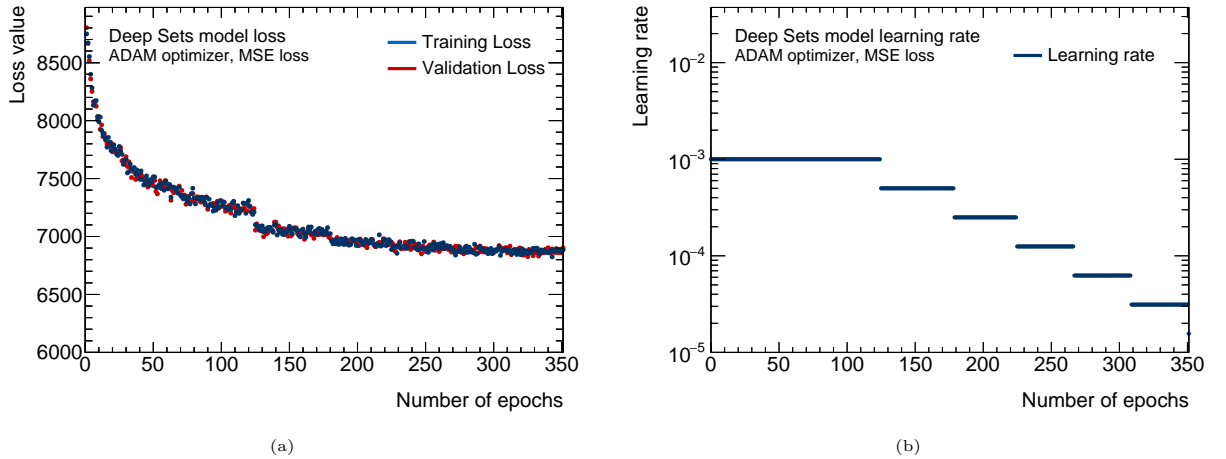 Loss value
Deep Sets model loss
ADAM optimizer, MSE loss
Training Loss
Validation Loss
8500
8000
7500
7000
6500
6000
0 50 100 150 200 250 300 350
Number of epochs
(a)
Learning rate
Deep Sets model learning rate
ADAM optimizer, MSE loss
Learning rate
10−2
10−3
10−4
10−5
0 50 100 150 200 250 300 350
Number of epochs
(b)